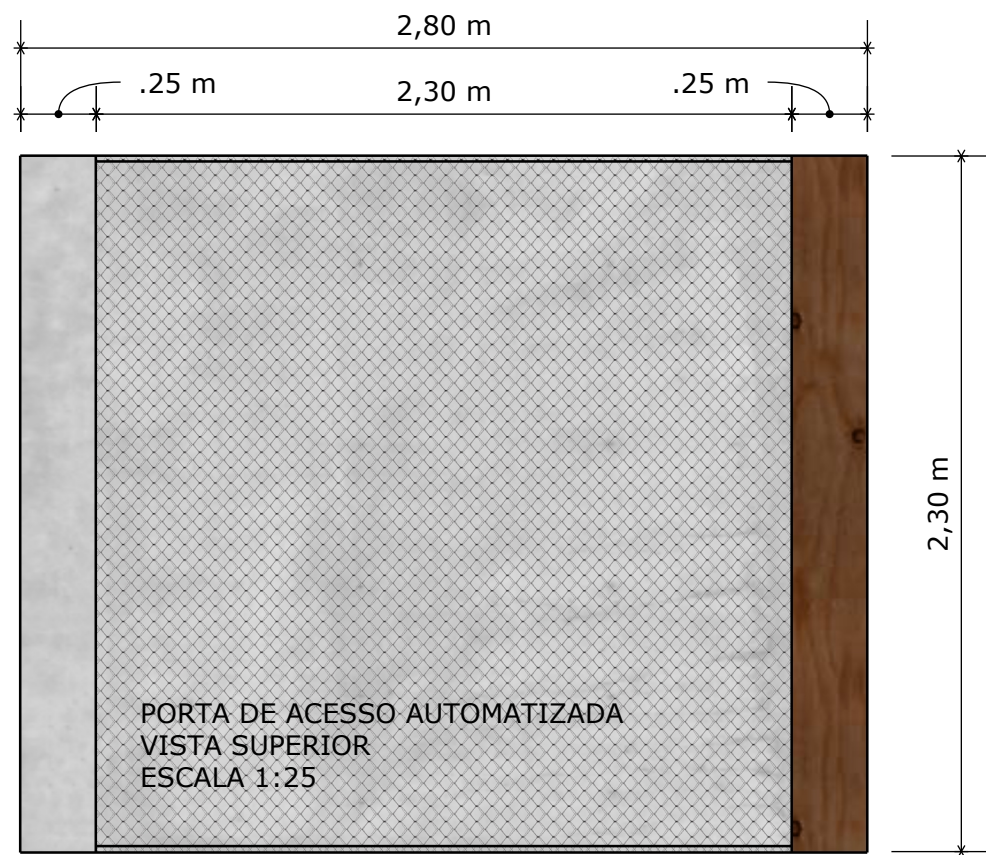 2,80 m
.25 m
2,30 m
.25 m
2,30 m
PORTA DE ACESSO AUTOMATIZADA
VISTA SUPERIOR
ESCALA 1:25